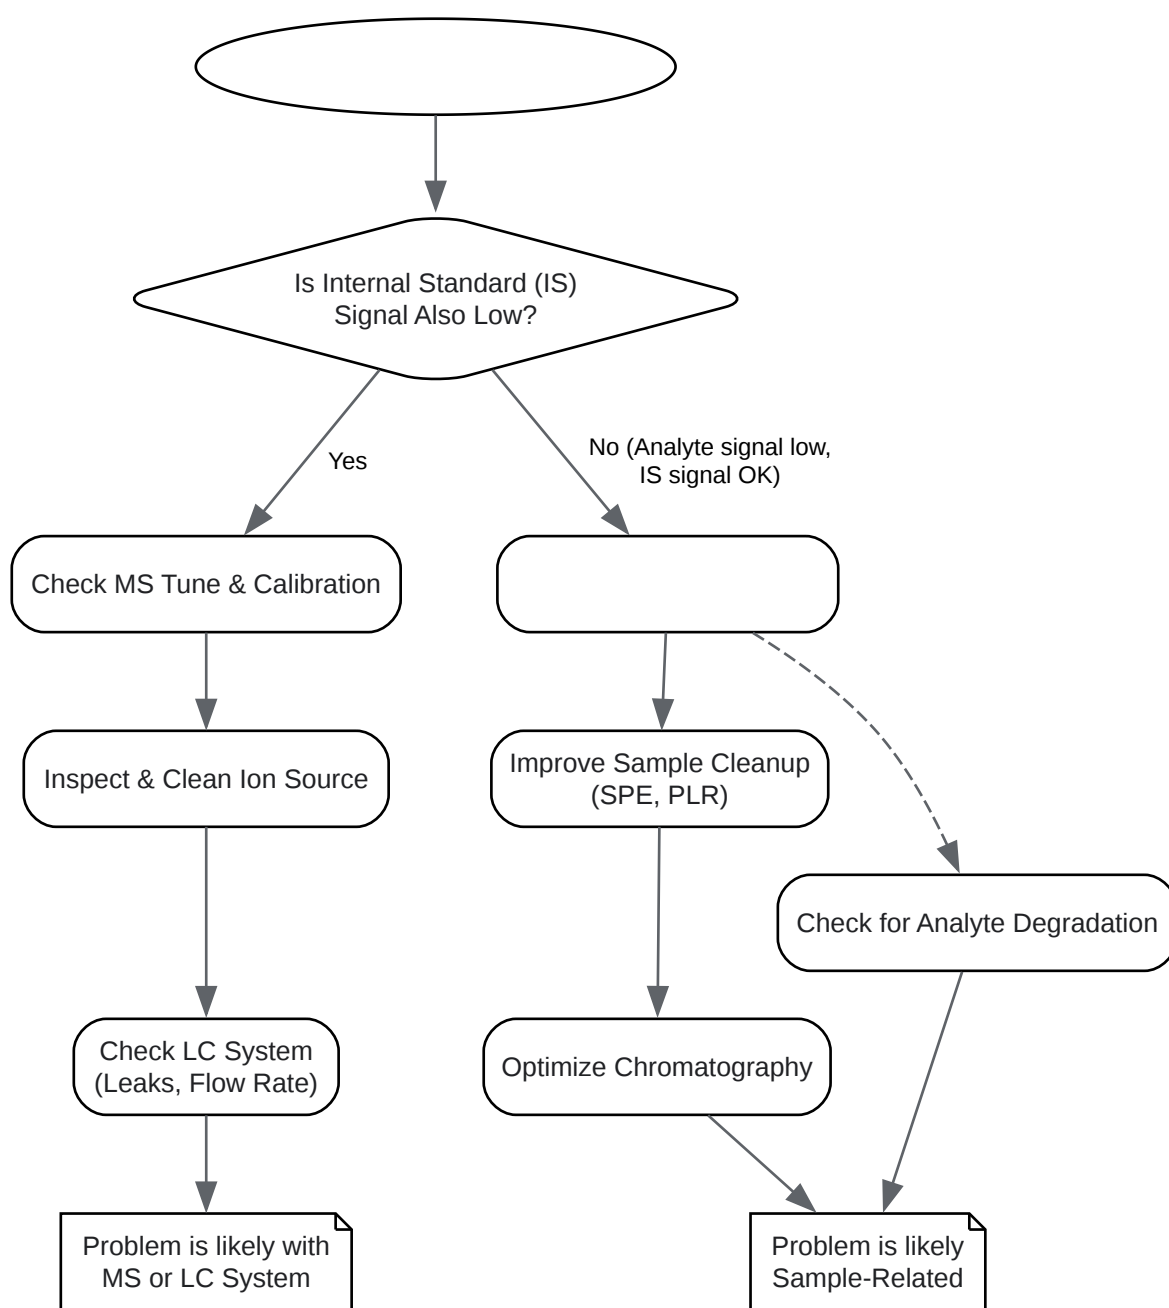 Is Internal Standard (IS)
Signal Also Low?
Yes
No (Analyte signal low,
IS signal OK)
Check MS Tune & Calibration
Inspect & Clean Ion Source
Improve Sample Cleanup
(SPE, PLR)
Check for Analyte Degradation
Check LC System
(Leaks, Flow Rate)
Optimize Chromatography
Problem is likely with
MS or LC System
Problem is likely
Sample-Related